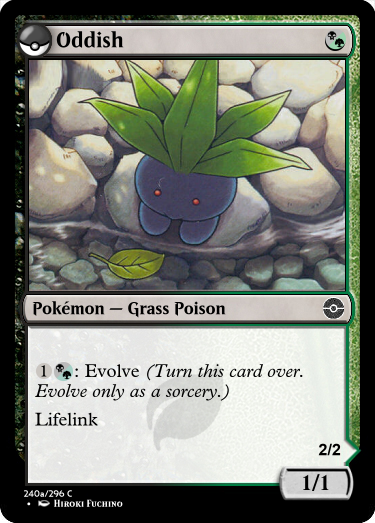 Oddish
Pokémon — Grass Poison
1 : Evolve (Turn this card over.
Evolve only as a sorcery.)
Lifelink
2/2
1/1
240a/296 C
• Hiroki Fuchino